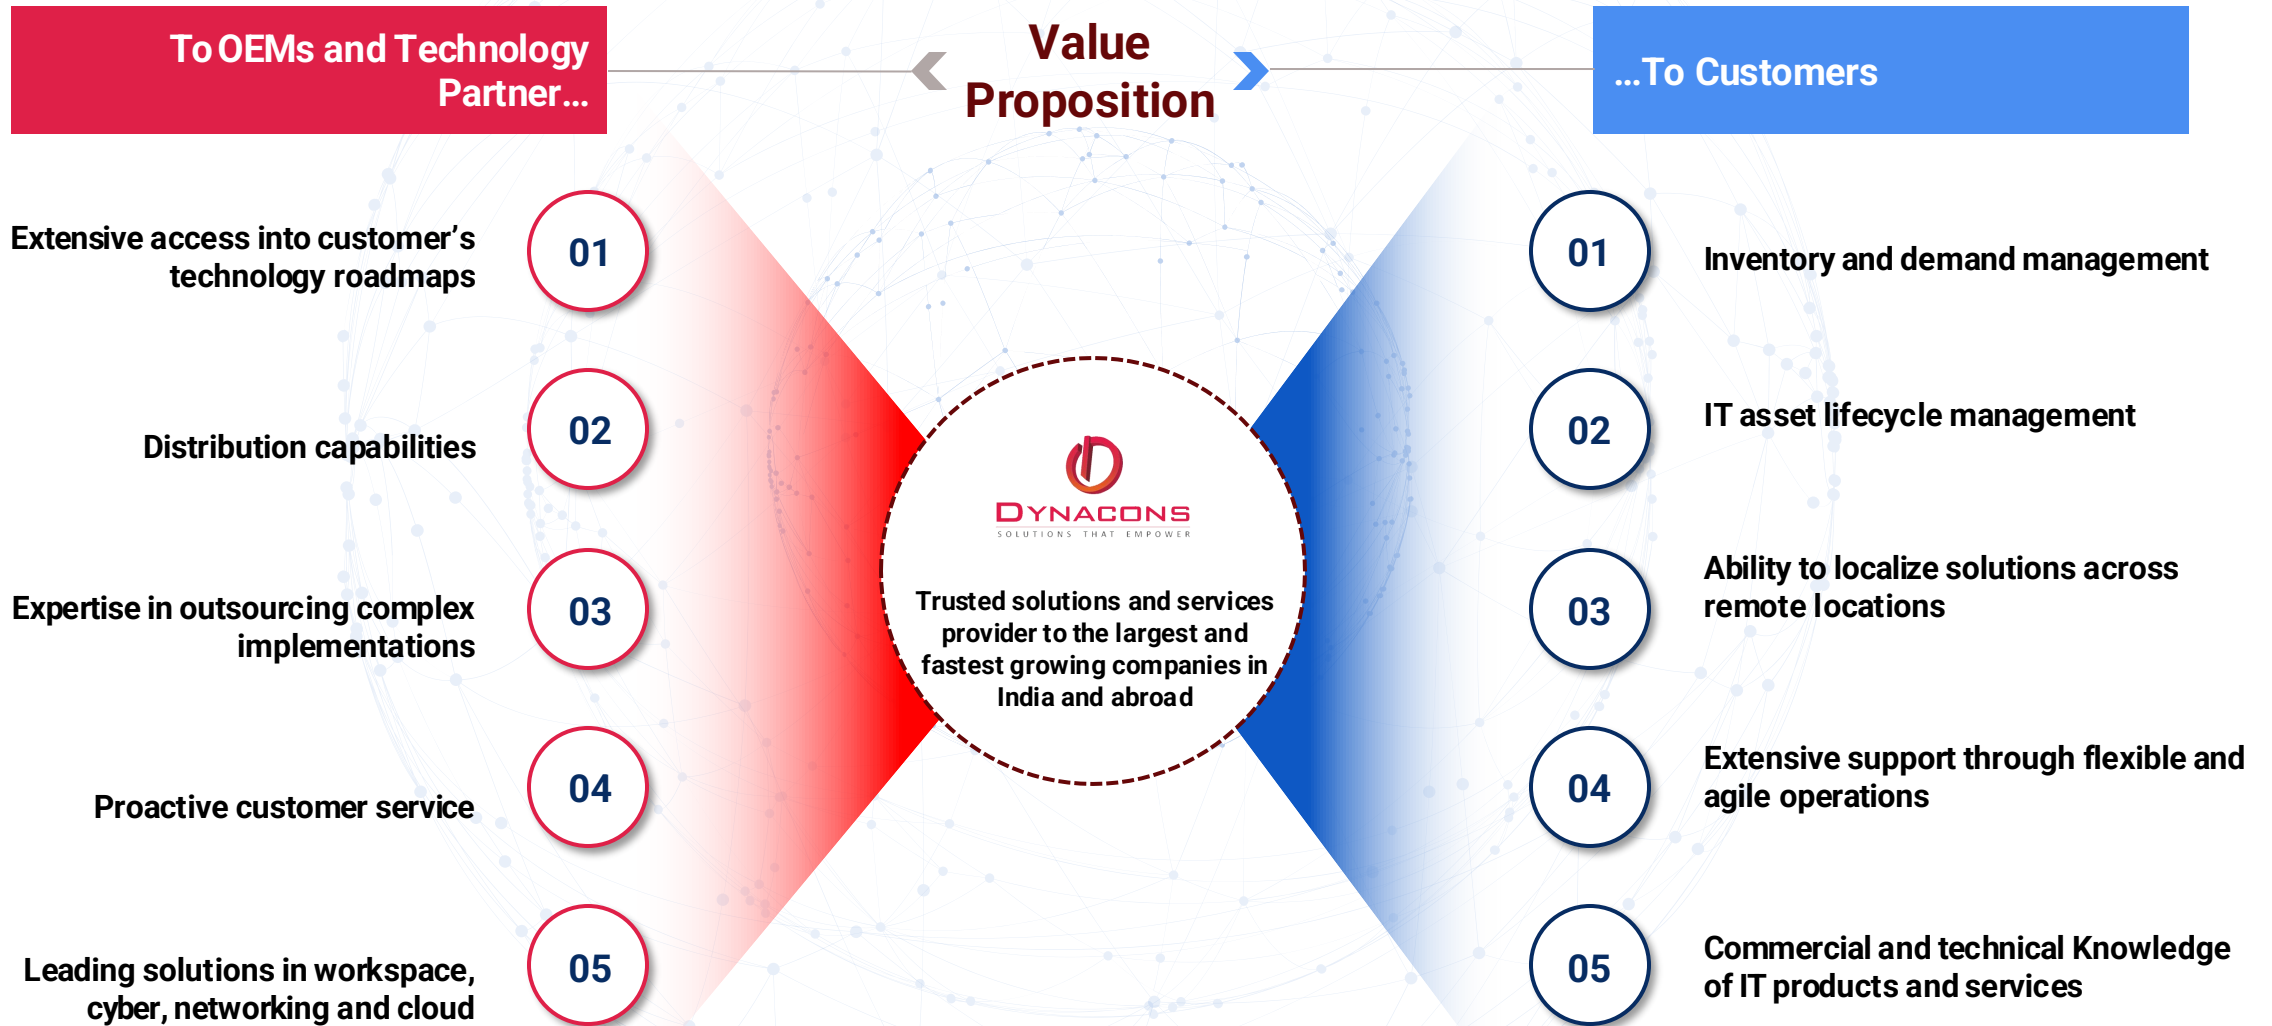 To OEMs and Technology
Partner...
Value
Proposition
...To Customers
Extensive access into customer’s
technology roadmaps
01
Distribution capabilities
02
Expertise in outsourcing complex
implementations
03
Proactive customer service
04
Leading solutions in workspace,
cyber, networking and cloud
05
DYNACONS
SOLUTIONS THAT EMPOWER
Trusted solutions and services
provider to the largest and
fastest growing companies in
India and abroad
01
Inventory and demand management
02
IT asset lifecycle management
03
Ability to localize solutions across
remote locations
04
Extensive support through flexible and
agile operations
05
Commercial and technical Knowledge
of IT products and services